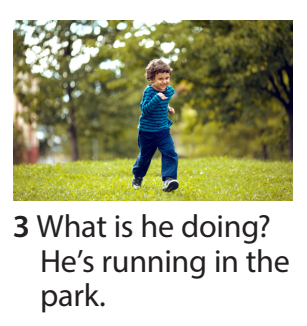 3 What is he doing?
He's running in the
park.